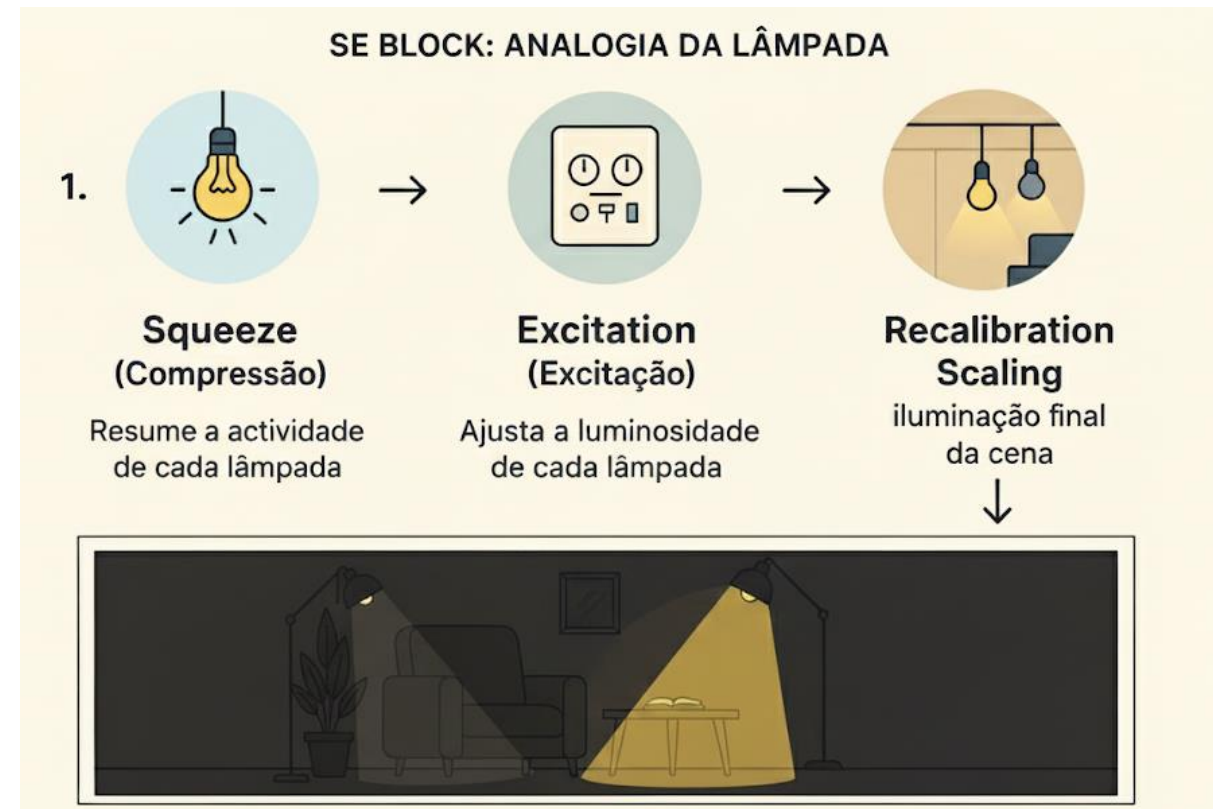 SE BLOCK: ANALOGIA DA LÂMPADA
1.
Squeeze
(Compressão)
Resume a actividade
de cada lâmpada
Excitation
(Excitação)
Ajusta a luminosidade
de cada lâmpada
Recalibration
Scaling
iluminação final
da cena